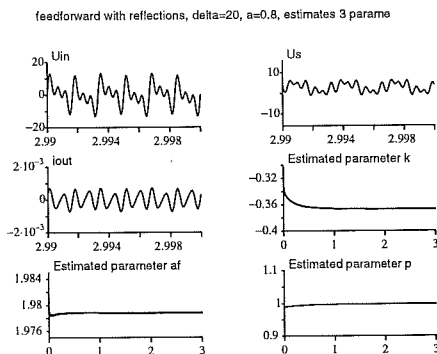 feedforward with reflections, delta=20, a=0.8, estimates 3 parame
Uin
20
0
-20
2.99 2.994 2.998
Us
10
-10
2.99 2.994 2.998
iout
2·10⁻³
0
-2·10⁻³
2.99 2.994 2.998
Estimated parameter k
-0.32
-0.36
-0.4
0 1 2 3
Estimated parameter af
1.984
1.98
1.976
0 1 2 3
Estimated parameter p
1.1
1
0.9
0 1 2 3